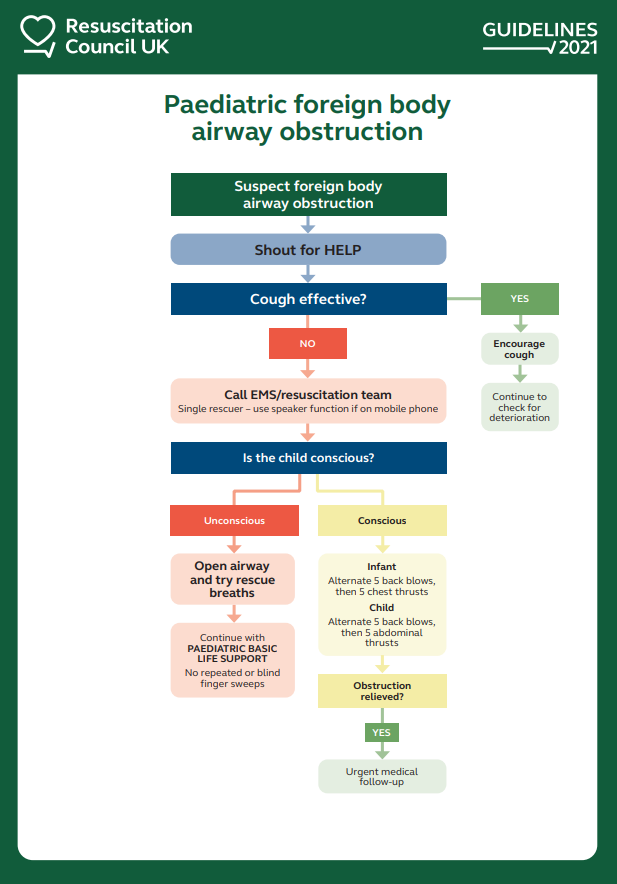 Resuscitation
Council UK
GUIDELINES
2021
Paediatric foreign body
airway obstruction
Suspect foreign body
airway obstruction
Shout for HELP
Cough effective?
YES
Encourage
cough
Continue to
check for
deterioration
NO
Call EMS/resuscitation team
Single rescuer – use speaker function if on mobile phone
Is the child conscious?
Unconscious
Open airway
and try rescue
breaths
Continue with
PAEDIATRIC BASIC
LIFE SUPPORT
No repeated or blind
finger sweeps
Conscious
Infant
Alternate 5 back blows,
then 5 chest thrusts
Child
Alternate 5 back blows,
then 5 abdominal
thrusts
Obstruction
relieved?
YES
Urgent medical
follow-up